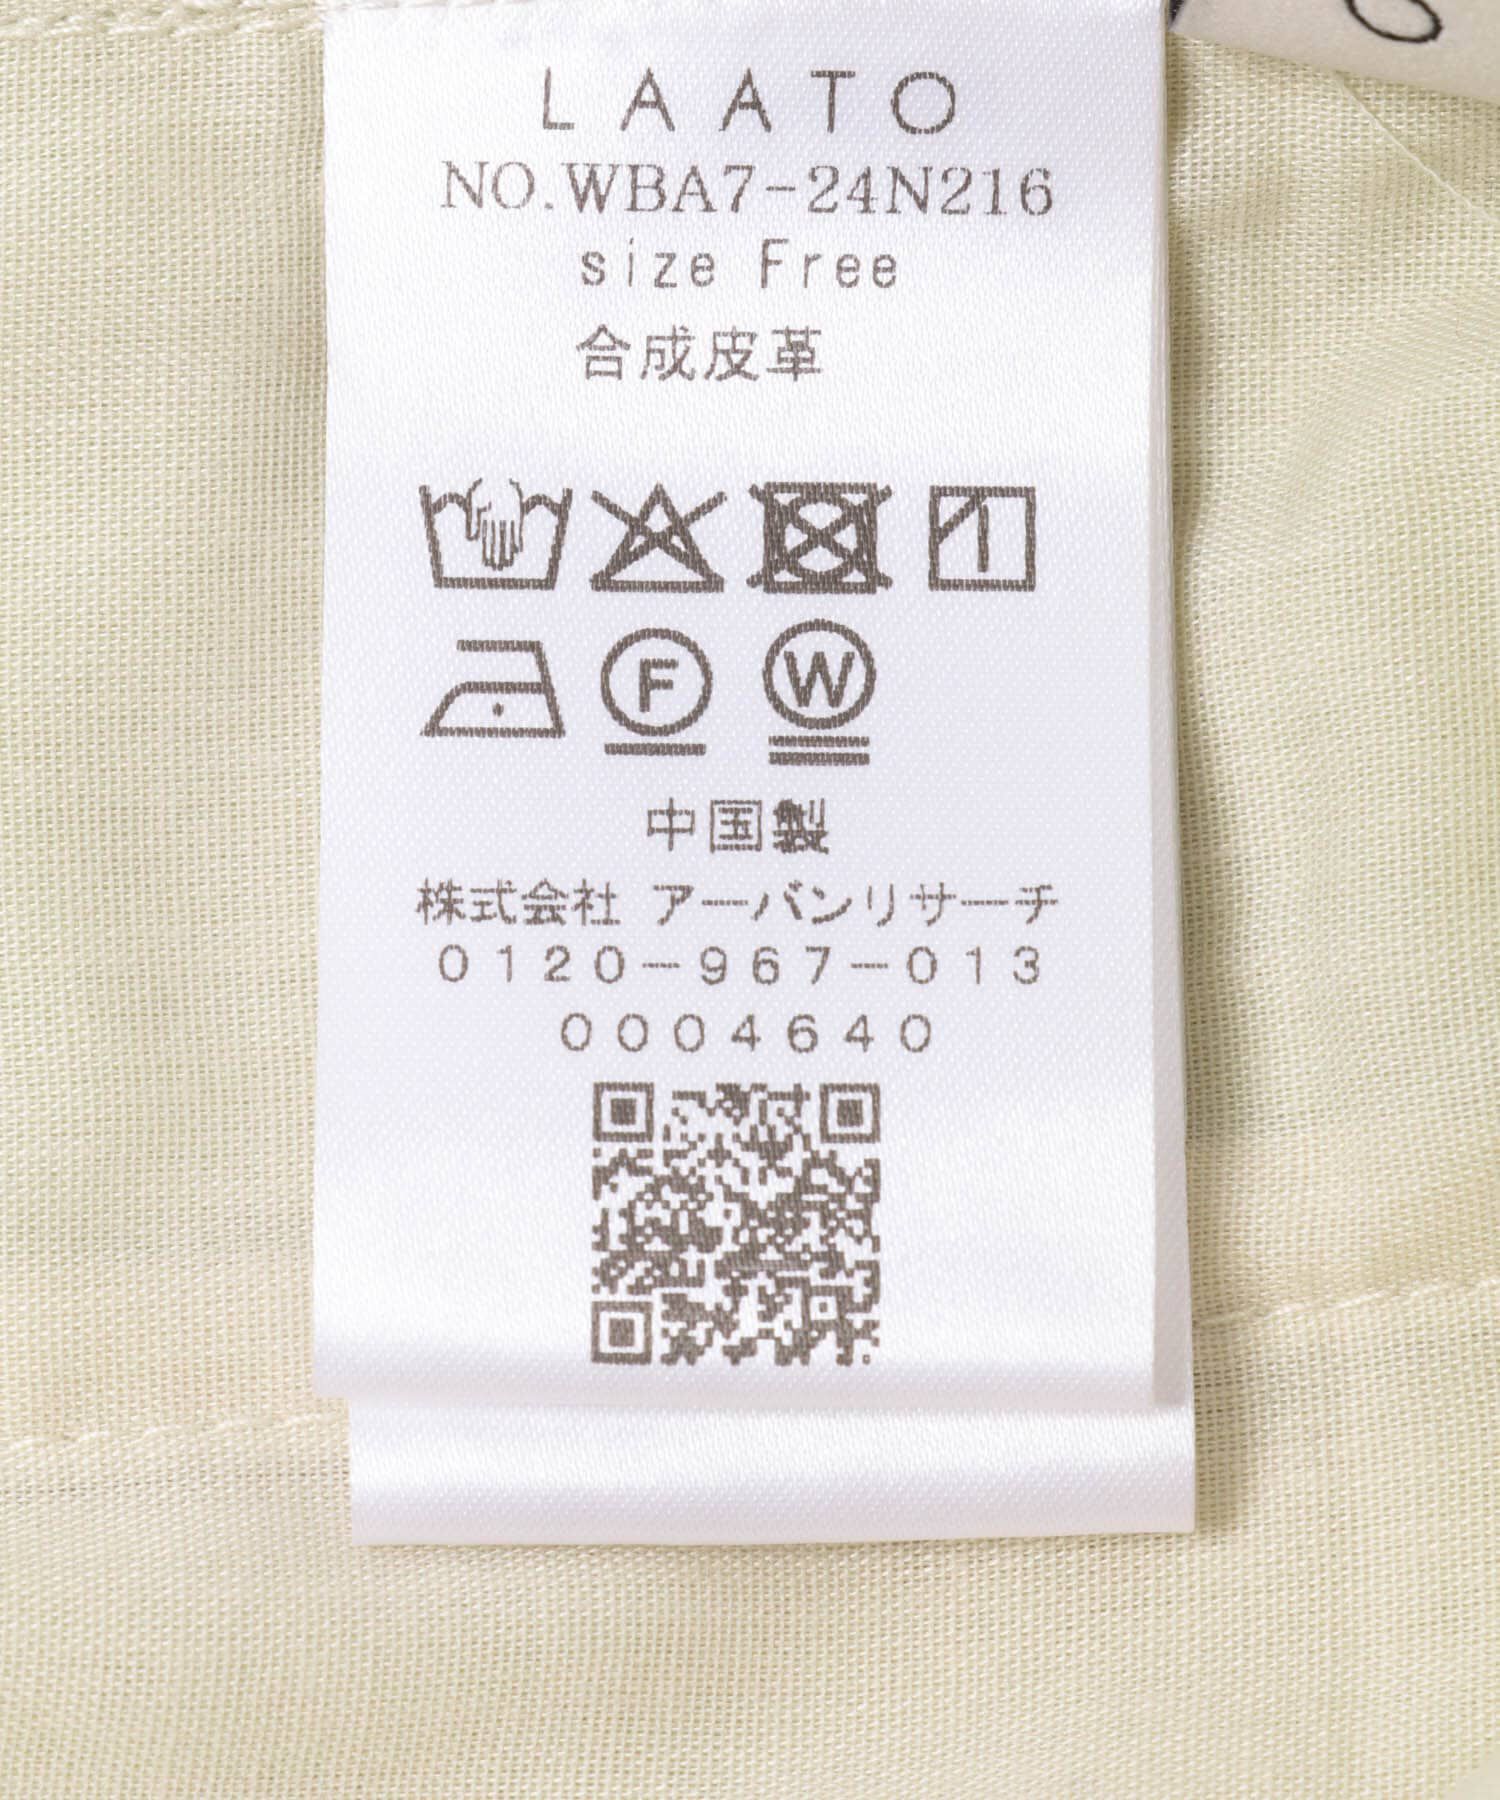 LAATO
NO.WBA7-24N216
size Free
合成皮革
F W
中国製
株式会社 アーバンリサーチ
0120-967-013
0004640